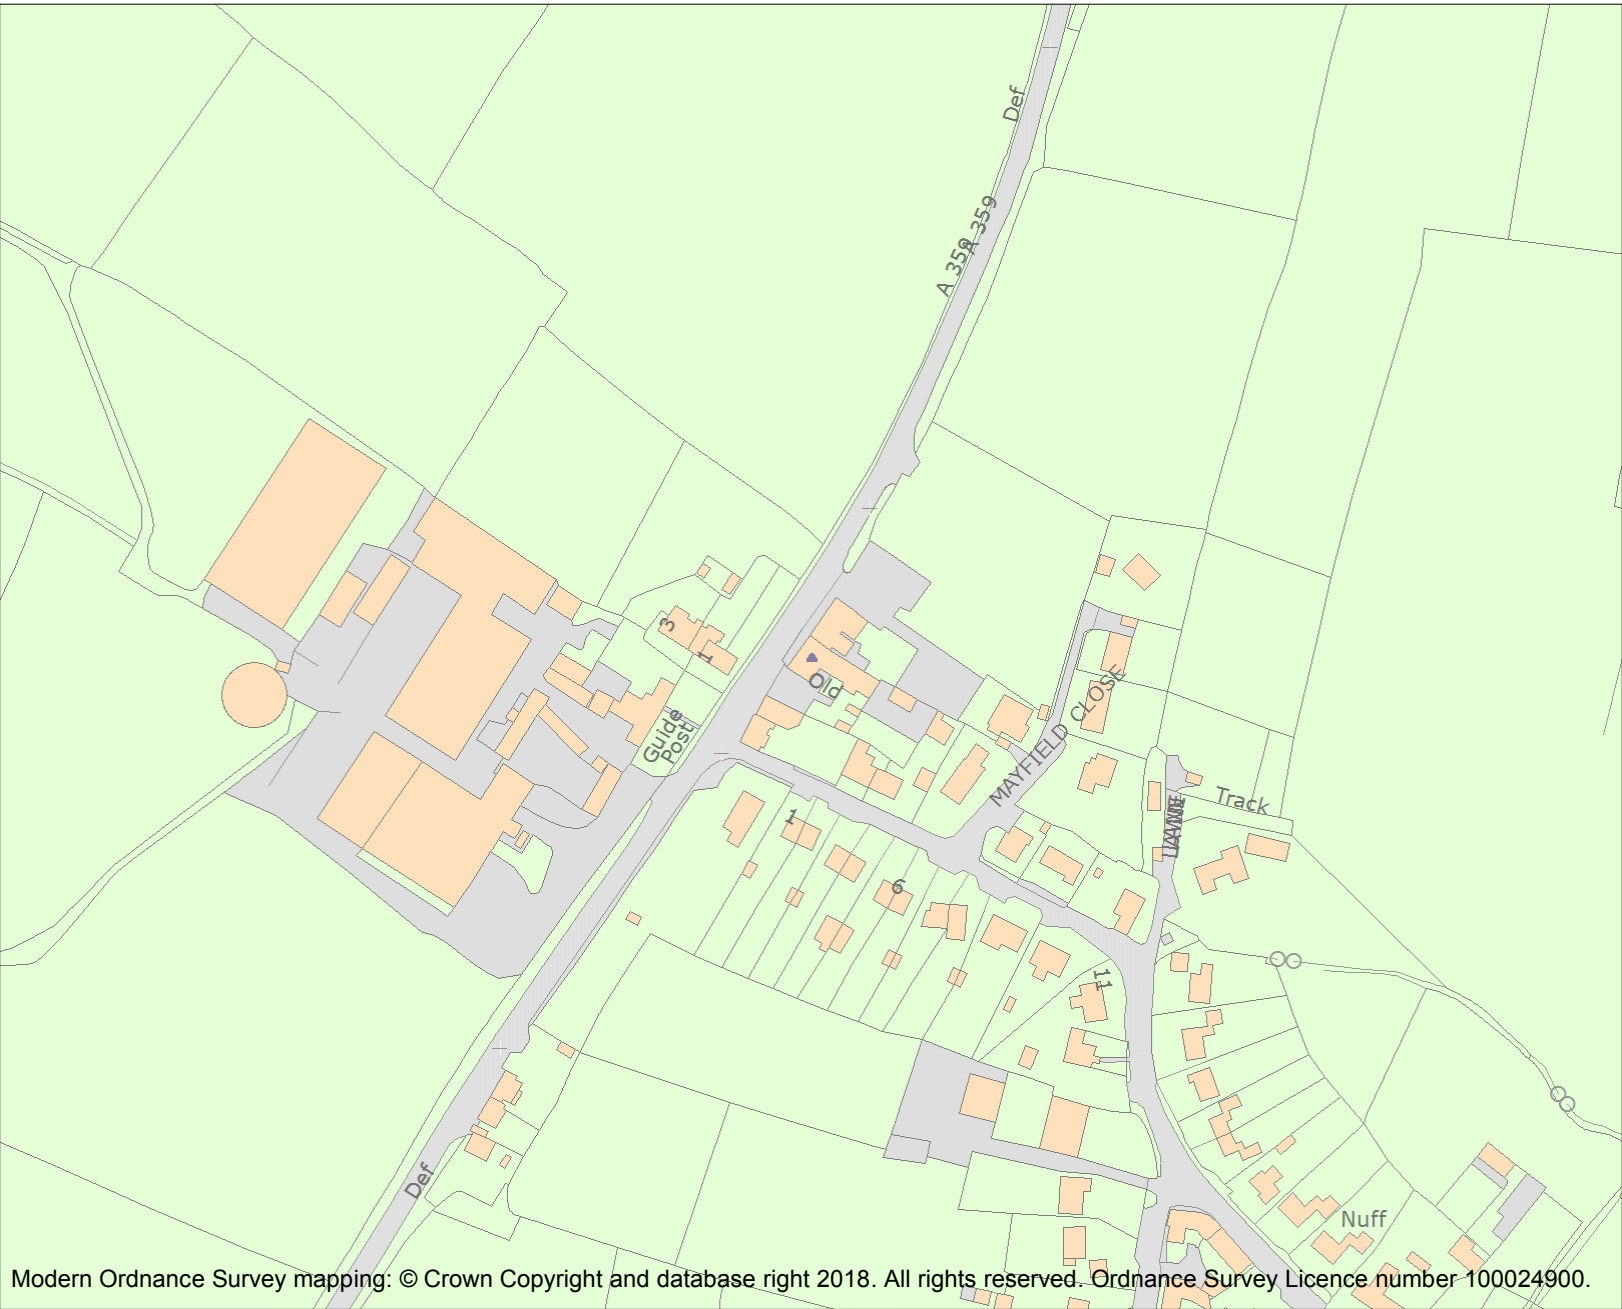 Def
A 359
A 359
3
1
Old
Guide
Post
MAYFIELD CLOSE
Track
LANE
1
6
11
Def
Nuff
Modern Ordnance Survey mapping: © Crown Copyright and database right 2018. All rights reserved. Ordnance Survey Licence number 100024900.